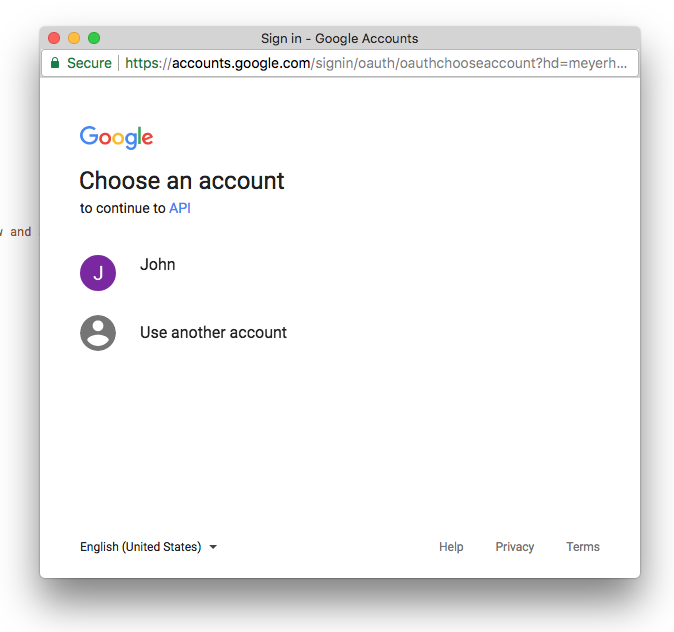 Sign in - Google Accounts
Secure https://accounts.google.com/signin/oauth/oauthchooseaccount?hd=meyerh...
Google
Choose an account
to continue to API
and
J John
Use another account
English (United States) Help Privacy Terms